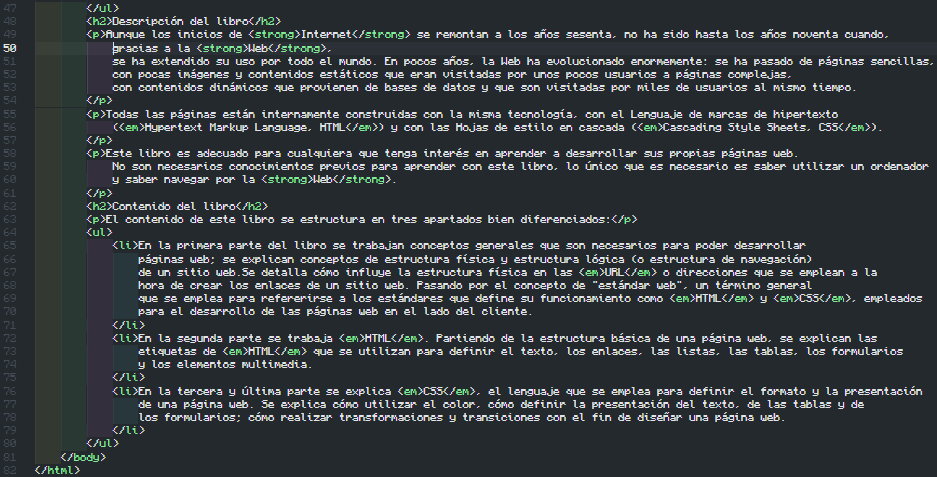 47 </ul>
48 <h2>Descripción del libro</h2>
49 <p>Aunque los inicios de <strong>Internet</strong> se remontan a los años sesenta, no ha sido hasta los años noventa cuando,
50 gracias a la <strong>Web</strong>,
51 se ha extendido su uso por todo el mundo. En pocos años, la Web ha evolucionado enormemente: se ha pasado de páginas sencillas,
52 con pocas imágenes y contenidos estáticos que eran visitadas por unos pocos usuarios a páginas complejas,
53 con contenidos dinámicos que provienen de bases de datos y que son visitadas por miles de usuarios al mismo tiempo.
54 </p>
55 <p>Todas las páginas están internamente construidas con la misma tecnología, con el Lenguaje de marcas de hipertexto
56 (<em>Hypertext Markup Language, HTML</em>) y con las Hojas de estilo en cascada (<em>Cascading Style Sheets, CSS</em>).
57 </p>
58 <p>Este libro es adecuado para cualquiera que tenga interés en aprender a desarrollar sus propias páginas web.
59 No son necesarios conocimientos previos para aprender con este libro, lo único que es necesario es saber utilizar un ordenador
60 y saber navegar por la <strong>Web</strong>.
61 </p>
62 <h2>Contenido del libro</h2>
63 <p>El contenido de este libro se estructura en tres apartados bien diferenciados:</p>
64 <ul>
65 <li>En la primera parte del libro se trabajan conceptos generales que son necesarios para poder desarrollar
66 páginas web; se explican conceptos de estructura física y estructura lógica (o estructura de navegación)
67 de un sitio web.Se detalla cómo influye la estructura física en las <em>URL</em> o direcciones que se emplean a la
68 hora de crear los enlaces de un sitio web. Pasando por el concepto de "estándar web", un término general
69 que se emplea para refererirse a los estándares que define su funcionamiento como <em>HTML</em> y <em>CSS</em>, empleados
70 para el desarrollo de las páginas web en el lado del cliente.
71 </li>
72 <li>En la segunda parte se trabaja <em>HTML</em>. Partiendo de la estructura básica de una página web, se explican las
73 etiquetas de <em>HTML</em> que se utilizan para definir el texto, los enlaces, las listas, las tablas, los formularios
74 y los elementos multimedia.
75 </li>
76 <li>En la tercera y última parte se explica <em>CSS</em>, el lenguaje que se emplea para definir el formato y la presentación
77 de una página web. Se explica cómo utilizar el color, cómo definir la presentación del texto, de las tablas y de
78 los formularios; cómo realizar transformaciones y transiciones con el fin de diseñar una página web.
79 </li>
80 </ul>
81 </body>
82 </html>